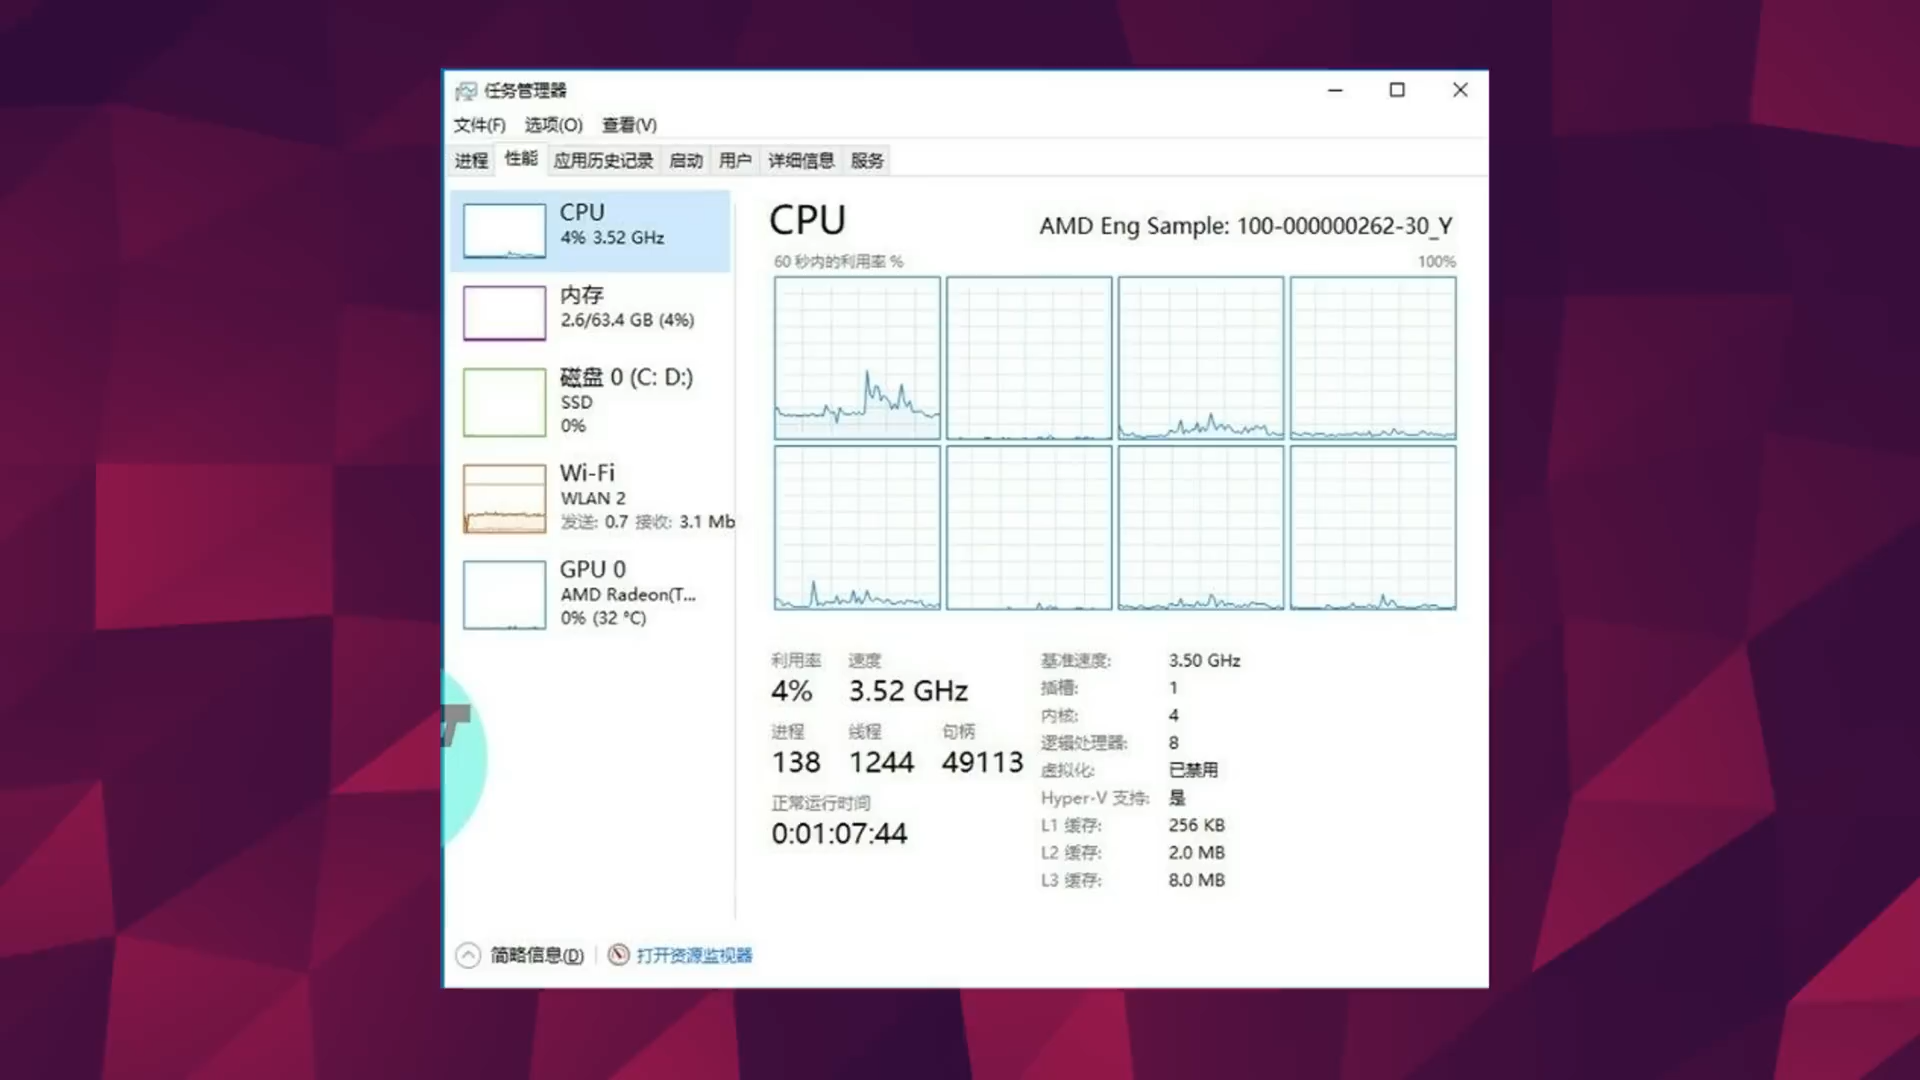 任务管理器
文件(F) 选项(O) 查看(V)
进程 性能 应用历史记录 启动 用户 详细信息 服务
CPU
4% 3.52 GHz
内存
2.6/63.4 GB (4%)
磁盘 0 (C: D:)
SSD
0%
Wi-Fi
WLAN 2
发送: 0.7 接收: 3.1 Mb
GPU 0
AMD Radeon(T...
0% (32 °C)
CPU
AMD Eng Sample: 100-000000262-30_Y
60 秒内的利用率 % 100%
利用率 速度
4% 3.52 GHz
进程 线程 句柄
138 1244 49113
正常运行时间
0:01:07:44
基准速度: 3.50 GHz
插槽: 1
内核: 4
逻辑处理器: 8
虚拟化: 已禁用
Hyper-V 支持: 是
L1 缓存: 256 KB
L2 缓存: 2.0 MB
L3 缓存: 8.0 MB
简略信息(D) 打开资源监视器